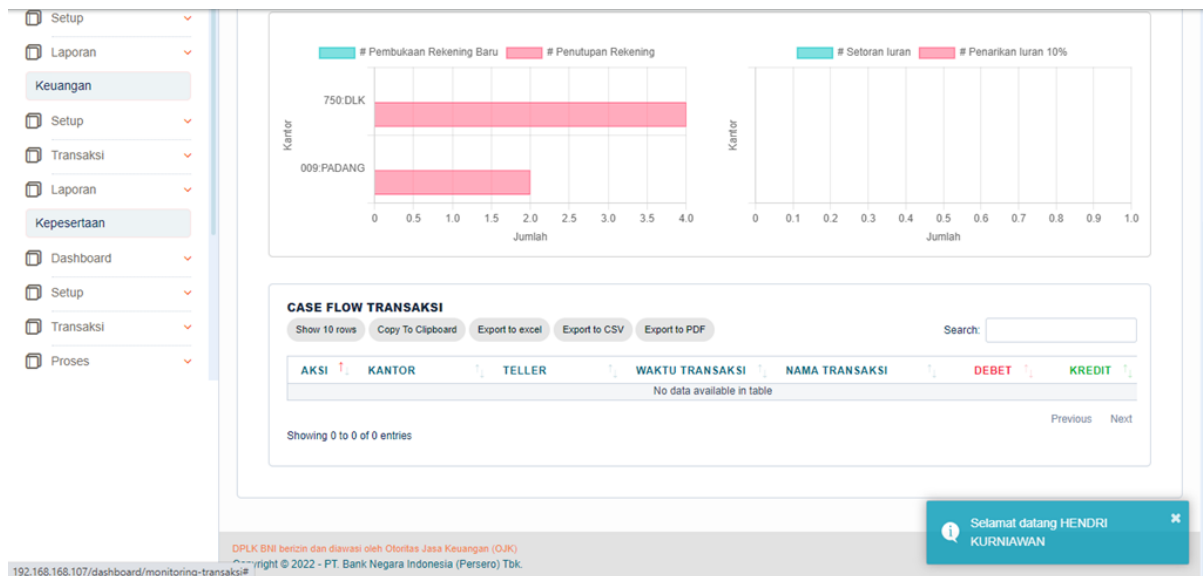 Setup
Laporan
Keuangan
Setup
Transaksi
Laporan
Kepesertaan
Dashboard
Setup
Transaksi
Proses
# Pembukaan Rekening Baru # Penutupan Rekening
Kantor
750:DLK
009:PADANG
0 0.5 1.0 1.5 2.0 2.5 3.0 3.5 4.0
Jumlah
# Setoran Iuran # Penarikan Iuran 10%
Kantor
0 0.1 0.2 0.3 0.4 0.5 0.6 0.7 0.8 0.9 1.0
Jumlah
CASE FLOW TRANSAKSI
Show 10 rows Copy To Clipboard Export to excel Export to CSV Export to PDF Search:
AKSI KANTOR TELLER WAKTU TRANSAKSI NAMA TRANSAKSI DEBET KREDIT
No data available in table
Previous Next
Showing 0 to 0 of 0 entries
Selamat datang HENDRI
KURNIAWAN
DPLK BNI berizin dan diawasi oleh Otoritas Jasa Keuangan (OJK)
Copyright © 2022 - PT. Bank Negara Indonesia (Persero) Tbk.
192.168.168.107/dashboard/monitoring-transaksi#